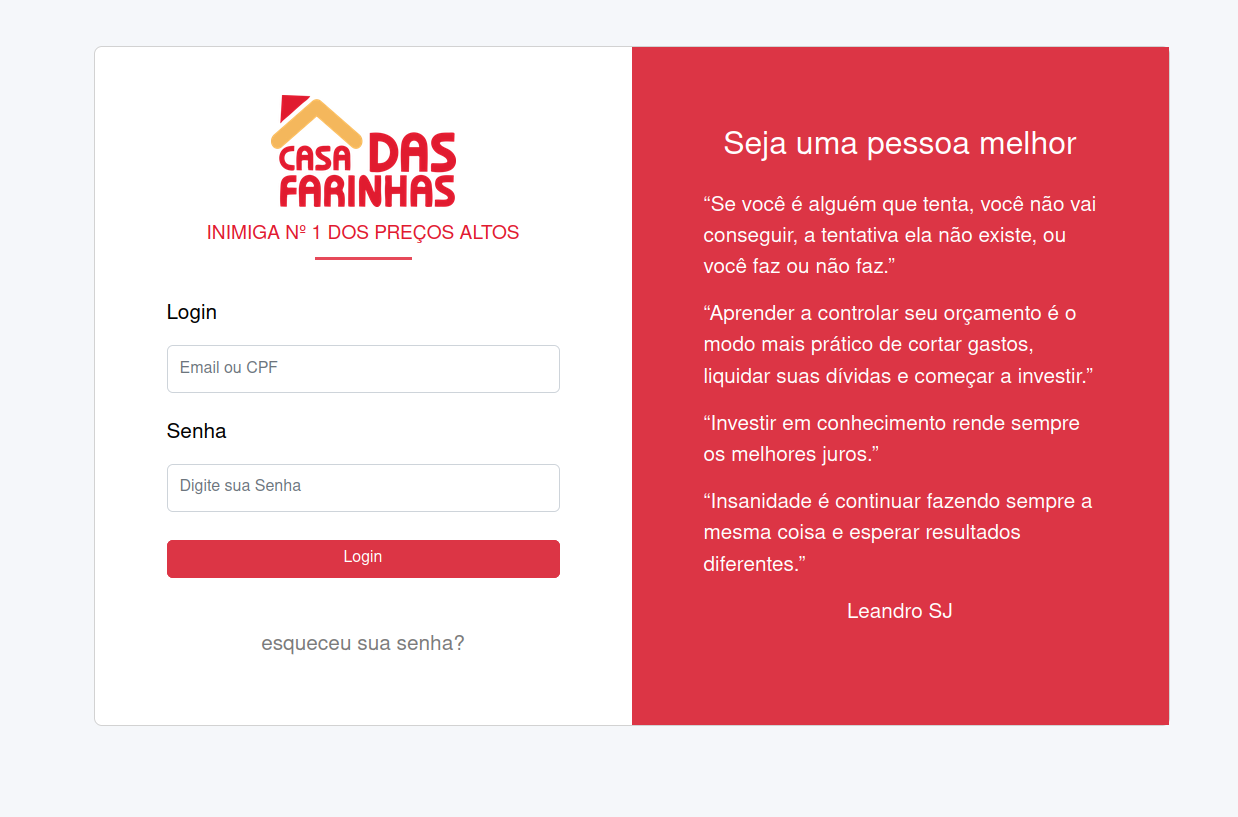 CASA DAS
FARINHAS
INIMIGA Nº 1 DOS PREÇOS ALTOS
Login
Email ou CPF
Senha
Digite sua Senha
Login
esqueceu sua senha?
Seja uma pessoa melhor
“Se você é alguém que tenta, você não vai
conseguir, a tentativa ela não existe, ou
você faz ou não faz.”
“Aprender a controlar seu orçamento é o
modo mais prático de cortar gastos,
liquidar suas dívidas e começar a investir.”
“Investir em conhecimento rende sempre
os melhores juros.”
“Insanidade é continuar fazendo sempre a
mesma coisa e esperar resultados
diferentes.”
Leandro SJ